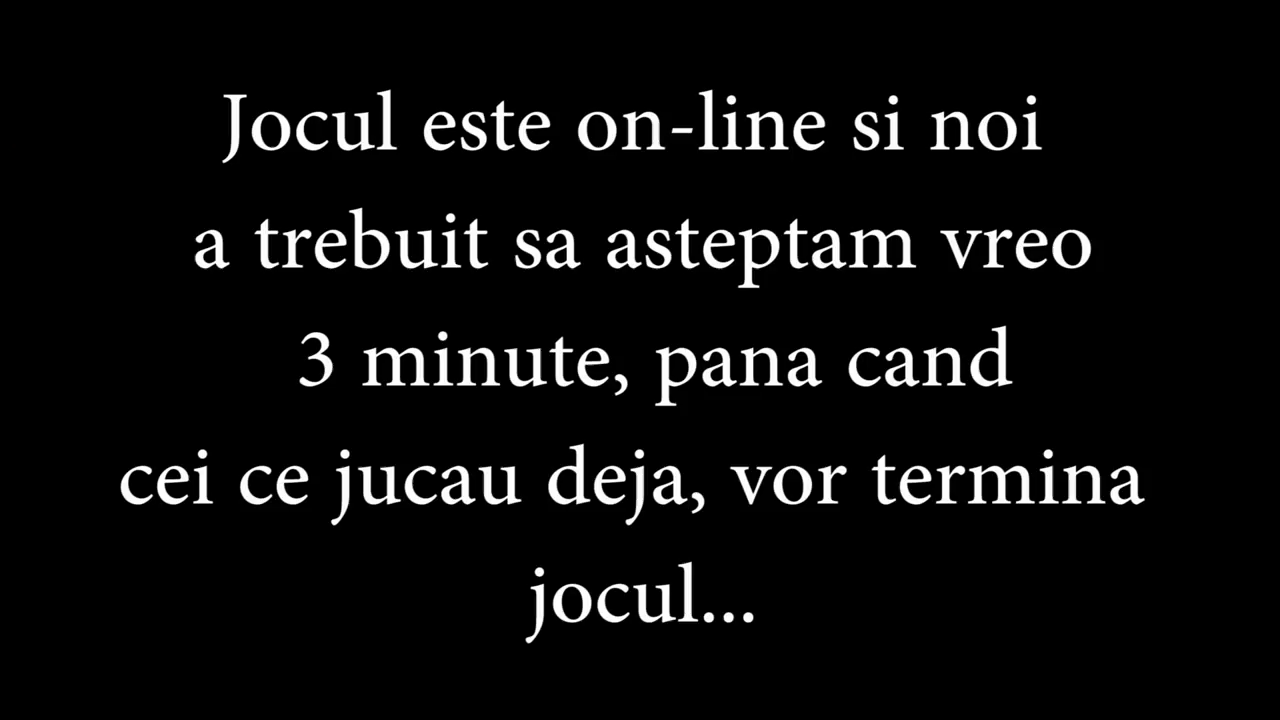 Jocul este on-line si noi
a trebuit sa asteptam vreo
3 minute, pana cand
cei ce jucau deja, vor termina
jocul...